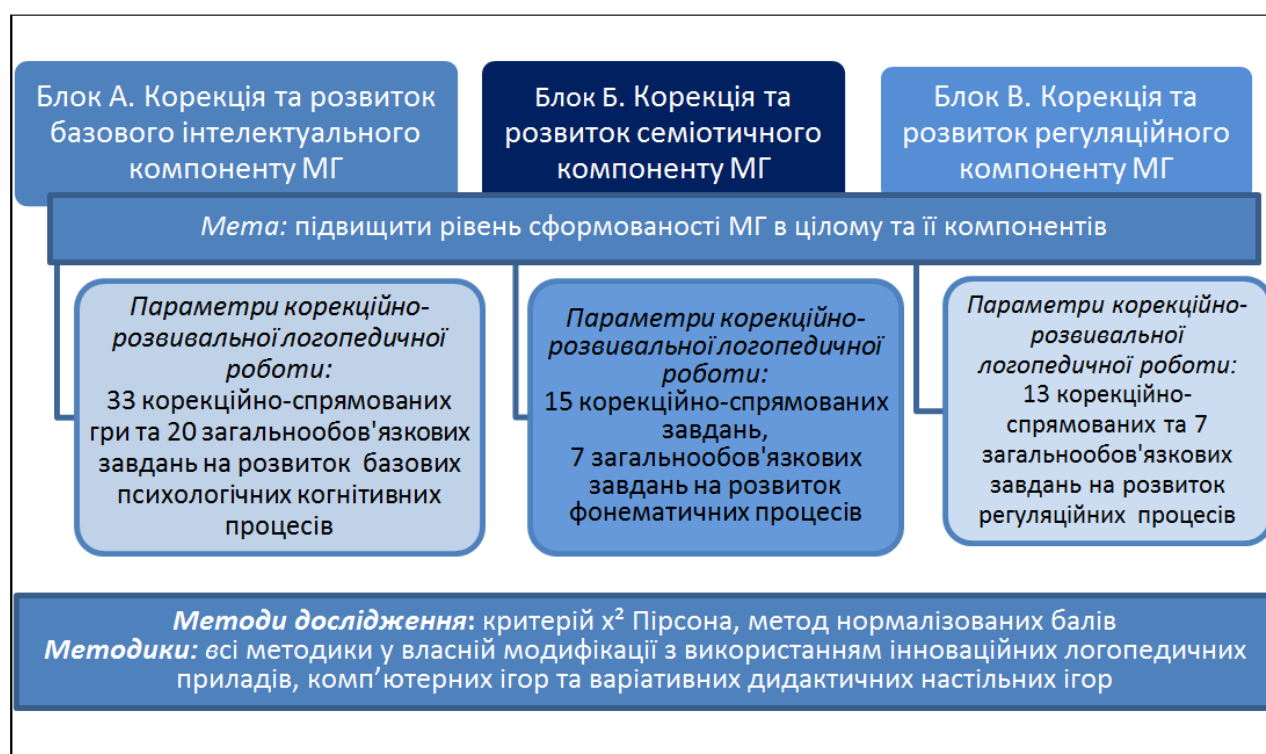 Блок А. Корекція та розвиток
базового інтелектуального
компоненту МГ
Блок Б. Корекція та
розвиток семіотичного
компоненту МГ
Блок В. Корекція та
розвиток регуляційного
компоненту МГ
Мета: підвищити рівень сформованості МГ в цілому та її компонентів
Параметри корекційно-
розвивальної логопедичної
роботи:
33 корекційно-спрямованих
гри та 20 загальнообов'язкових
завдань на розвиток базових
психологічних когнітивних
процесів
Параметри корекційно-
розвивальної логопедичної
роботи:
15 корекційно-спрямованих
завдань,
7 загальнообов'язкових
завдань на розвиток
фонематичних процесів
Параметри корекційно-
розвивальної
логопедичної роботи:
13 корекційно-
спрямованих та 7
загальнообов'язкових
завдань на розвиток
регуляційних процесів
Методи дослідження: критерій х² Пірсона, метод нормалізованих балів
Методики: всі методики у власній модифікації з використанням інноваційних логопедичних
приладів, комп’ютерних ігор та варіативних дидактичних настільних ігор